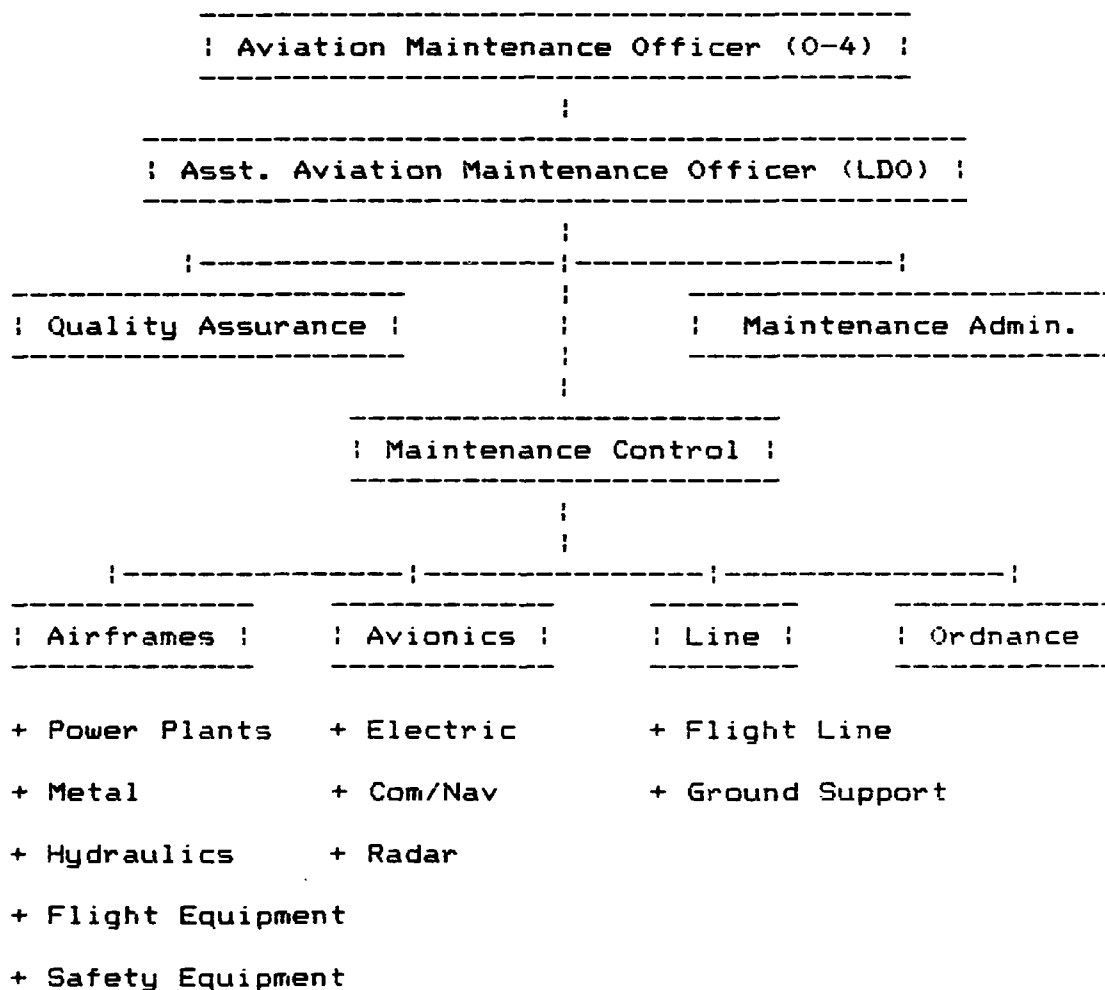 Aviation Maintenance Officer (O-4)
Asst. Aviation Maintenance Officer (LDO)
Quality Assurance
Maintenance Admin.
Maintenance Control
Airframes
Avionics
Line
Ordnance
+ Power Plants
+ Electric
+ Flight Line
+ Metal
+ Com/Nav
+ Ground Support
+ Hydraulics
+ Radar
+ Flight Equipment
+ Safety Equipment